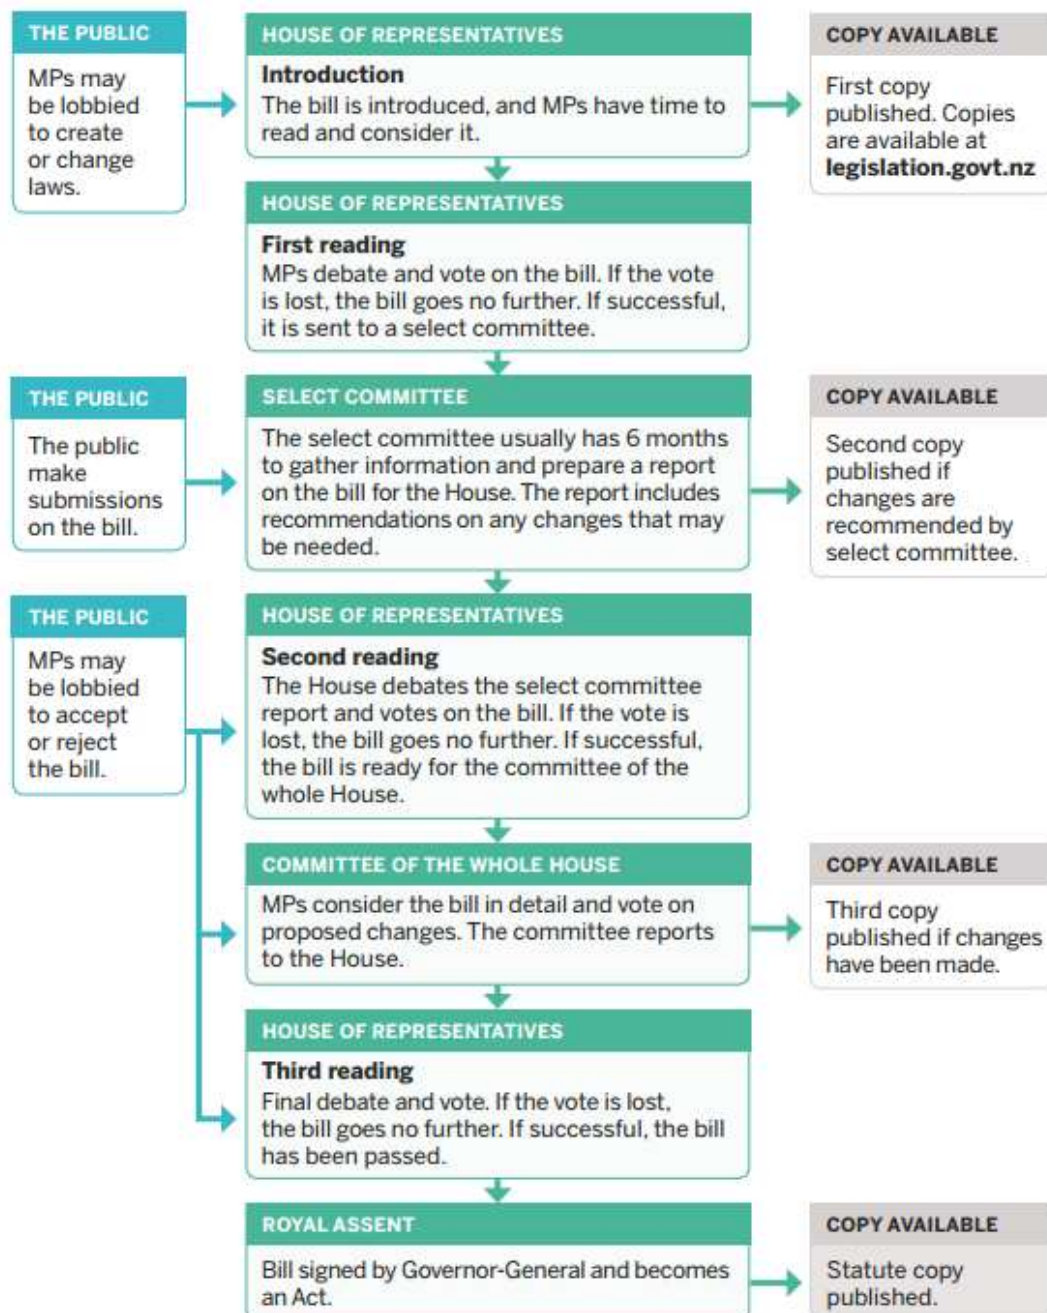 THE PUBLIC
MPs may
be lobbied
to create
or change
laws.
HOUSE OF REPRESENTATIVES
Introduction
The bill is introduced, and MPs have time to
read and consider it.
COPY AVAILABLE
First copy
published. Copies
are available at
legislation.govt.nz
HOUSE OF REPRESENTATIVES
First reading
MPs debate and vote on the bill. If the vote
is lost, the bill goes no further. If successful,
it is sent to a select committee.
THE PUBLIC
The public
make
submissions
on the bill.
SELECT COMMITTEE
The select committee usually has 6 months
to gather information and prepare a report
on the bill for the House. The report includes
recommendations on any changes that may
be needed.
COPY AVAILABLE
Second copy
published if
changes are
recommended by
select committee.
THE PUBLIC
MPs may
be lobbied
to accept
or reject
the bill.
HOUSE OF REPRESENTATIVES
Second reading
The House debates the select committee
report and votes on the bill. If the vote is
lost, the bill goes no further. If successful,
the bill is ready for the committee of the
whole House.
COMMITTEE OF THE WHOLE HOUSE
MPs consider the bill in detail and vote on
proposed changes. The committee reports
to the House.
COPY AVAILABLE
Third copy
published if changes
have been made.
HOUSE OF REPRESENTATIVES
Third reading
Final debate and vote. If the vote is lost,
the bill goes no further. If successful, the bill
has been passed.
ROYAL ASSENT
Bill signed by Governor-General and becomes
an Act.
COPY AVAILABLE
Statute copy
published.